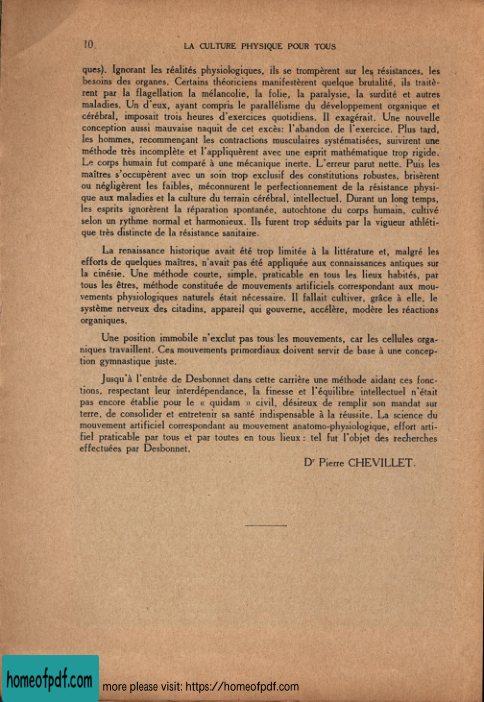 10. LA CULTURE PHYSIQUE POUR TOUS
ques). Ignorant les réalités physiologiques, ils se trompèrent sur les résistances, les
besoins des organes. Certains théoriciens manifestèrent quelque brutalité, ils traitè-
rent par la flagellation la mélancolie, la folie, la paralysie, la surdité et autres
maladies. Un d'eux, ayant compris le parallélisme du développement organique et
cérébral, imposait trois heures d'exercices quotidiens. Il exagérait. Une nouvelle
conception aussi mauvaise naquit de cet excès: l'abandon de l'exercice. Plus tard,
les hommes, recommençant les contractions musculaires systématisées, suivirent une
méthode très incomplète et l'appliquèrent avec une esprit mathématique trop rigide.
Le corps humain fut comparé à une mécanique inerte. L'erreur parut nette. Puis les
maîtres s'occupèrent avec un soin trop exclusif des constitutions robustes, brisèrent
ou négligèrent les faibles, méconnurent le perfectionnement de la résistance physi-
que aux maladies et la culture du terrain cérébral, intellectuel. Durant un long temps,
les esprits ignorèrent la réparation spontanée, autochtone du corps humain, cultivé
selon un rythme normal et harmonieux. Ils furent trop séduits par la vigueur athléti-
que très distincte de la résistance sanitaire.
La renaissance historique avait été trop limitée à la littérature et, malgré les
efforts de quelques maîtres, n'avait pas été appliquée aux connaissances antiques sur
la cinésie. Une méthode courte, simple, praticable en tous les lieux habités, par
tous les êtres, méthode constituée de mouvements artificiels correspondant aux mou-
vements physiologiques naturels était nécessaire. Il fallait cultiver, grâce à elle, le
système nerveux des citadins, appareil qui gouverne, accélère, modère les réactions
organiques.
Une position immobile n'exclut pas tous les mouvements, car les cellules orga-
niques travaillent. Ces mouvements primordiaux doivent servir de base à une concep-
tion gymnastique juste.
Jusqu'à l'entrée de Desbonnet dans cette carrière une méthode aidant ces fonc-
tions, respectant leur interdépendance, la finesse et l'équilibre intellectuel n'était
pas encore établie pour le « quidam » civil, désireux de remplir son mandat sur
terre, de consolider et entretenir sa santé indispensable à la réussite. La science du
mouvement artificiel correspondant au mouvement anatomo-physiologique, effort arti-
fiel praticable par tous et par toutes en tous lieux : tel fut l'objet des recherches
effectuées par Desbonnet.
Dr Pierre CHEVILLET.
homeofpdf.com
more please visit: https://homeofpdf.com